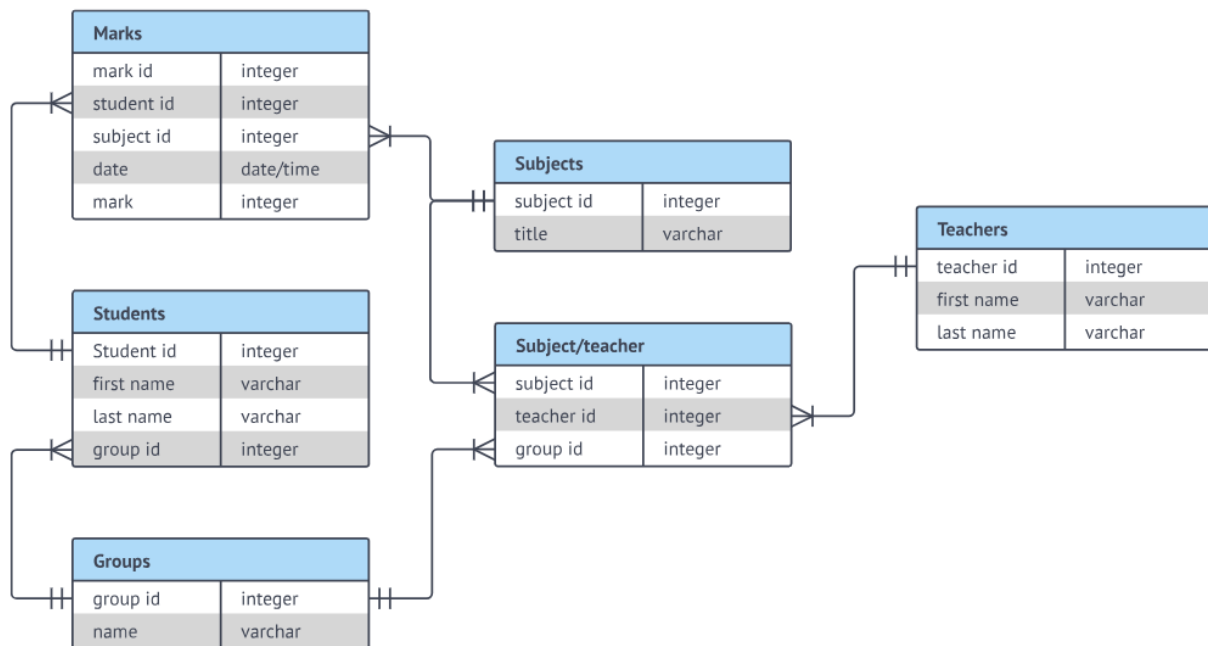 Marks
mark id integer
student id integer
subject id integer
date date/time
mark integer
Subjects
subject id integer
title varchar
Teachers
teacher id integer
first name varchar
last name varchar
Students
Student id integer
first name varchar
last name varchar
group id integer
Subject/teacher
subject id integer
teacher id integer
group id integer
Groups
group id integer
name varchar